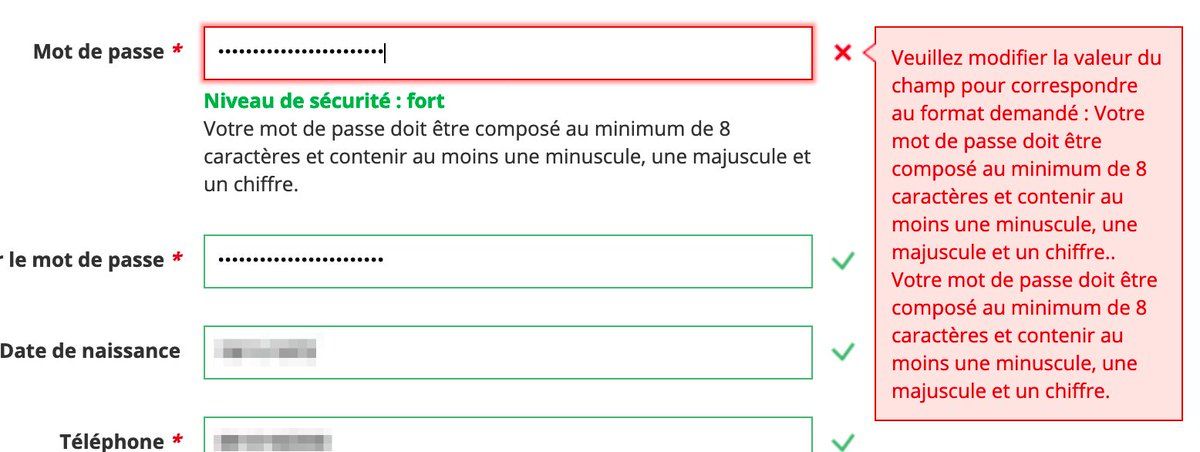 Mot de passe *
Niveau de sécurité : fort
Votre mot de passe doit être composé au minimum de 8
caractères et contenir au moins une minuscule, une majuscule et
un chiffre.
r le mot de passe *
Date de naissance
Téléphone *
Veuillez modifier la valeur du
champ pour correspondre
au format demandé : Votre
mot de passe doit être
composé au minimum de 8
caractères et contenir au
moins une minuscule, une
majuscule et un chiffre..
Votre mot de passe doit être
composé au minimum de 8
caractères et contenir au
moins une minuscule, une
majuscule et un chiffre.